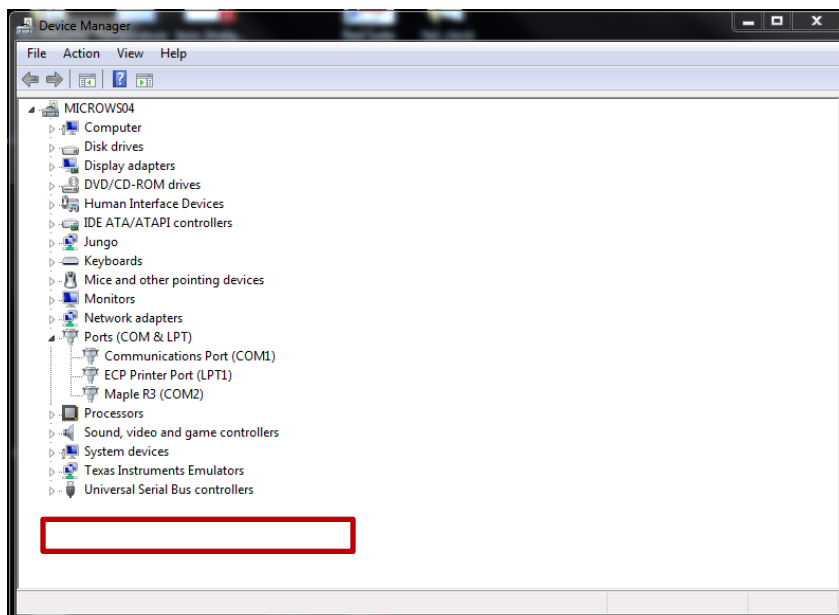 Device Manager
File Action View Help
MICROWS04
Computer
Disk drives
Display adapters
DVD/CD-ROM drives
Human Interface Devices
IDE ATA/ATAPI controllers
Jungo
Keyboards
Mice and other pointing devices
Monitors
Network adapters
Ports (COM & LPT)
Communications Port (COM1)
ECP Printer Port (LPT1)
Maple R3 (COM2)
Processors
Sound, video and game controllers
System devices
Texas Instruments Emulators
Universal Serial Bus controllers